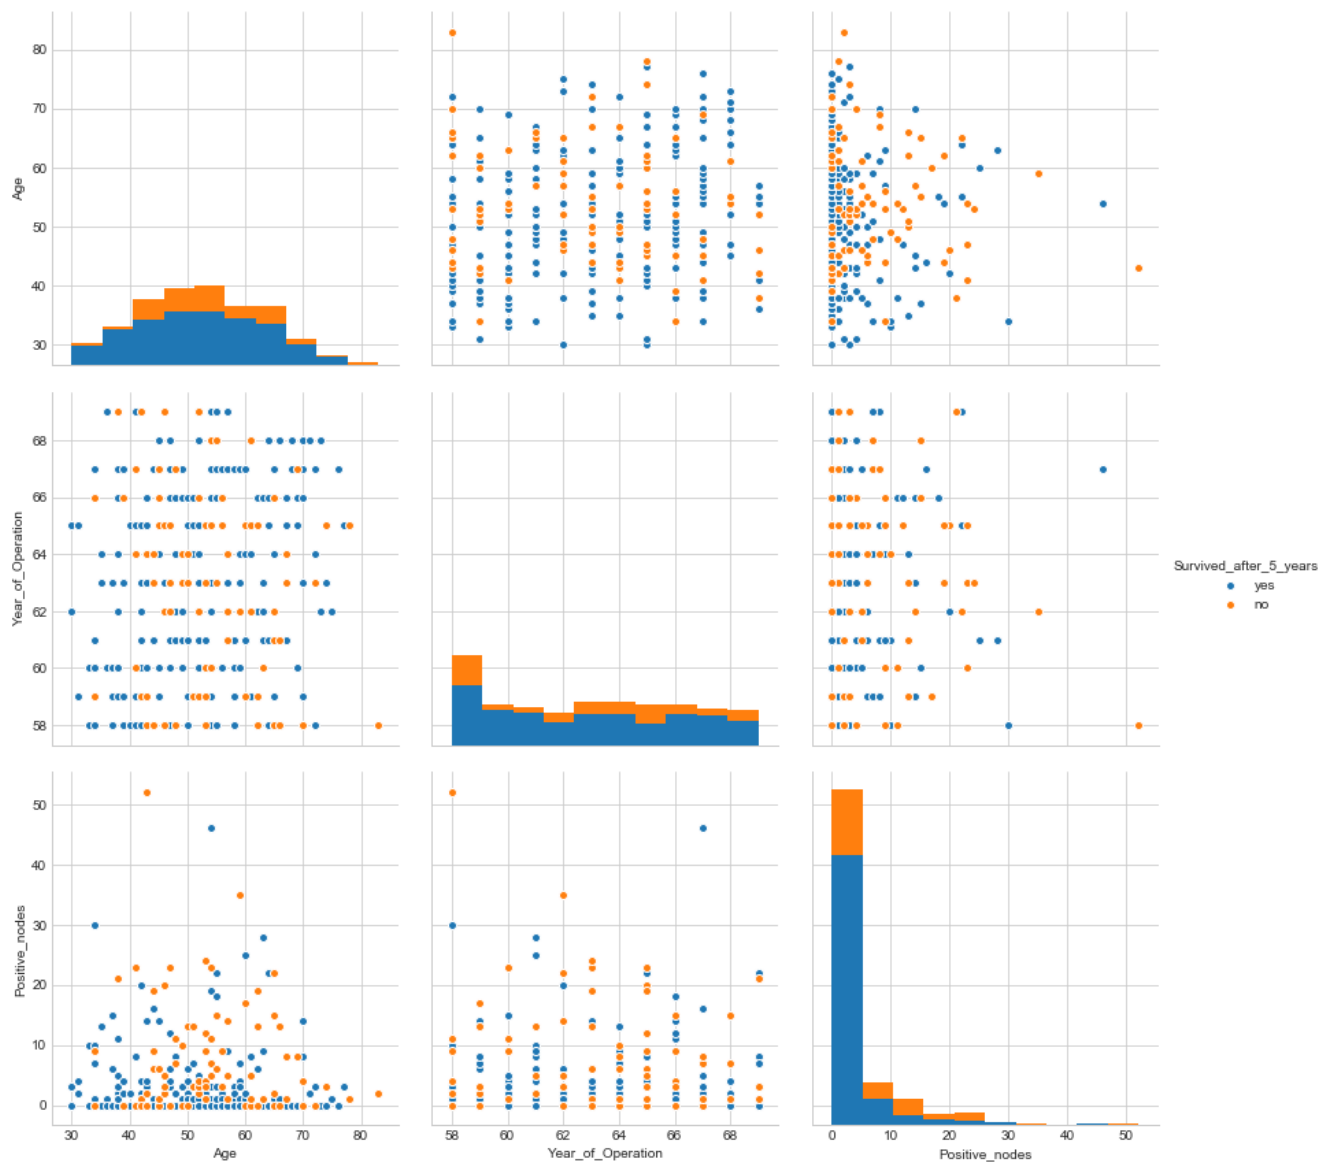 80
70
60
50
40
30
Age
68
66
64
62
60
58
Year_of_Operation
Survived_after_5_years
yes
no
50
40
30
20
10
0
Positive_nodes
30 40 50 60 70 80
Age
58 60 62 64 66 68
Year_of_Operation
0 10 20 30 40 50
Positive_nodes